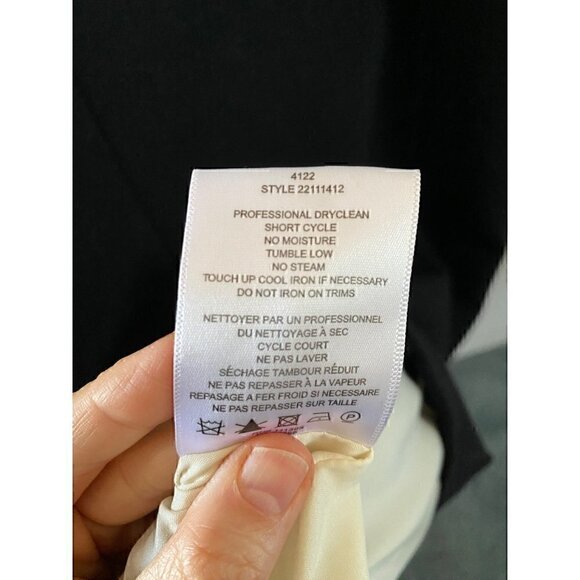 4122
STYLE 22111412
PROFESSIONAL DRYCLEAN
SHORT CYCLE
NO MOISTURE
TUMBLE LOW
NO STEAM
TOUCH UP COOL IRON IF NECESSARY
DO NOT IRON ON TRIMS
NETTOYER PAR UN PROFESSIONNEL
DU NETTOYAGE À SEC
CYCLE COURT
NE PAS LAVER
SÉCHAGE TAMBOUR RÉDUIT
NE PAS REPASSER À LA VAPEUR
REPASAGE A FER FROID SI NECESSAIRE
NE PAS REPASSER SUR TAILLE
P